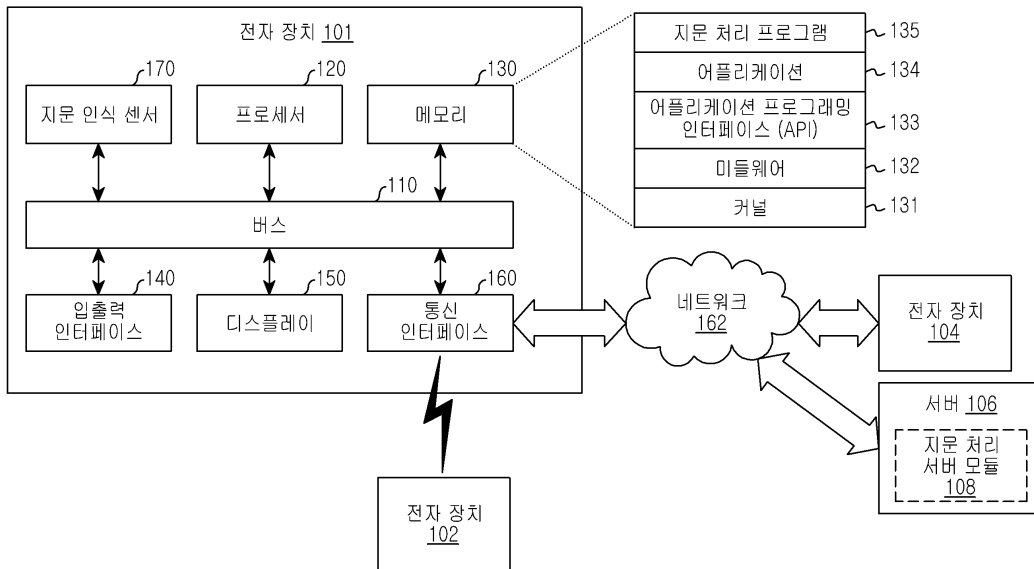 전자 장치 101
170
120
130
지문 인식 센서
프로세서
메모리
110
버스
140
150
160
입출력
인터페이스
디스플레이
통신
인터페이스
지문 처리 프로그램
135
어플리케이션
134
어플리케이션 프로그래밍
인터페이스 (API)
133
미들웨어
132
커널
131
네트워크
162
전자 장치
104
서버 106
지문 처리
서버 모듈
108
전자 장치
102